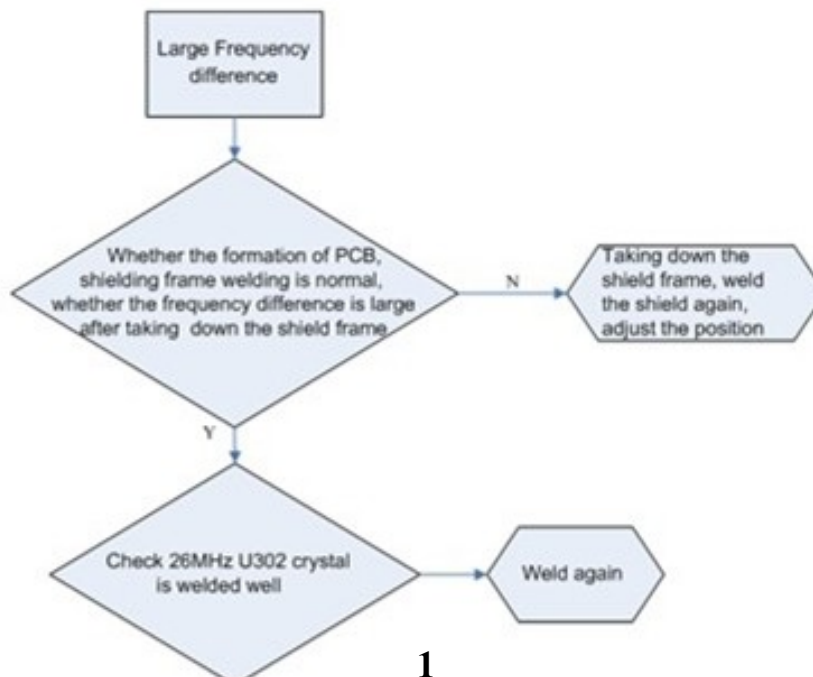 Large Frequency
difference
Whether the formation of PCB,
shielding frame welding is normal,
whether the frequency difference is large
after taking down the shield frame
N
Taking down the
shield frame, weld
the shield again,
adjust the position
Y
Check 26MHz U302 crystal
is welded well
Weld again
1